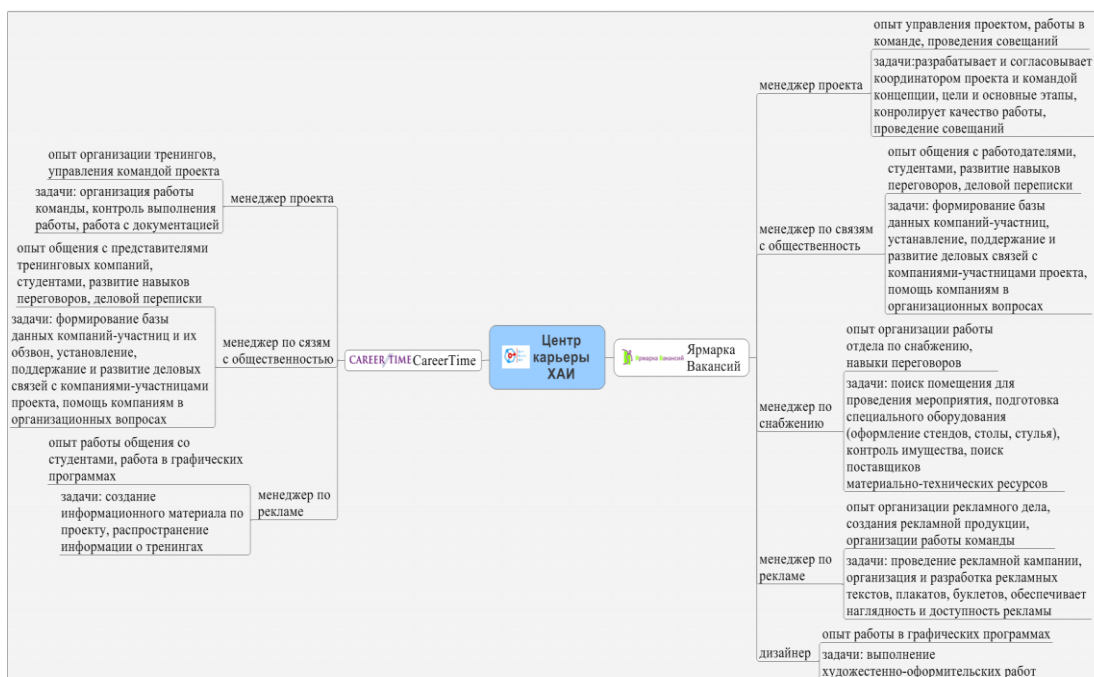 опыт организации тренингов,
управления командой проекта
задачи: организация работы
команды, контроль выполнения
работы, работа с документацией
менеджер проекта
опыт общения с представителями
тренинговых компаний,
студентами, развитие навыков
переговоров, деловой переписки
задачи: формирование базы
данных компаний-участниц и их
обзвон, установление,
поддержание и развитие деловых
связей с компаниями-участницами
проекта, помощь компаниям в
организационных вопросах
менеджер по сязям
с общественностью
опыт работы общения со
студентами, работа в графических
программах
задачи: создание
информационного материала по
проекту, распространение
информации о тренингах
менеджер по
рекламе
CAREER/TIME CareerTime
Центр
карьеры
ХАИ
Ярмарка Вакансий
Ярмарка
Вакансий
менеджер проекта
опыт управления проектом, работы в
команде, проведения совещаний
задачи:разрабатывает и согласовывает
координатором проекта и командой
концепции, цели и основные этапы,
конролирует качество работы,
проведение совещаний
менеджер по связям
с общественность
опыт общения с работодателями,
студентами, развитие навыков
переговоров, деловой переписки
задачи: формирование базы
данных компаний-участниц,
устанавление, поддержание и
развитие деловых связей с
компаниями-участницами проекта,
помощь компаниям в
организационных вопросах
менеджер по
снабжению
опыт организации работы
отдела по снабжению,
навыки переговоров
задачи: поиск помещения для
проведения мероприятия, подготовка
специального оборудования
(оформление стендов, столы, стулья),
контроль имущества, поиск
поставщиков
материально-технических ресурсов
менеджер по
рекламе
опыт организации рекламного дела,
создания рекламной продукции,
организации работы команды
задачи: проведение рекламной кампании,
организация и разработка рекламных
текстов, плакатов, буклетов, обеспечивает
наглядность и доступность рекламы
дизайнер
опыт работы в графических программах
задачи: выполнение
художестенно-оформительских работ